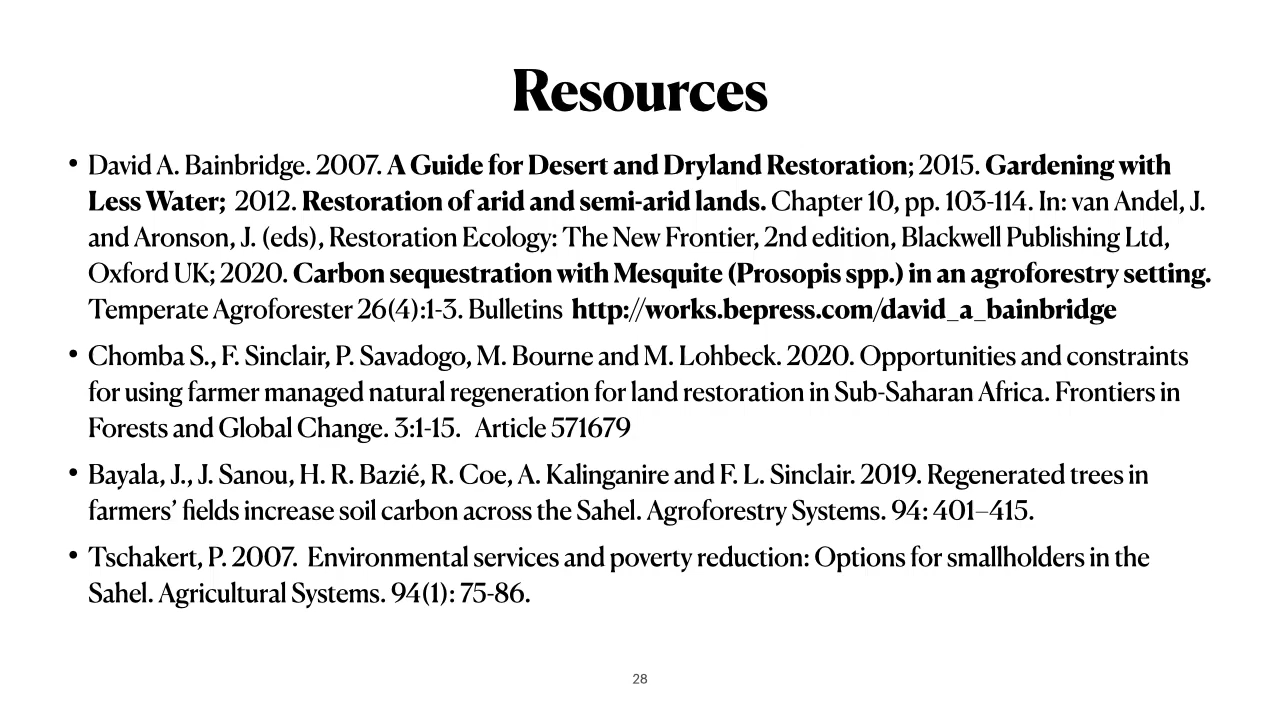 Resources
• David A. Bainbridge. 2007. A Guide for Desert and Dryland Restoration; 2015. Gardening with
Less Water; 2012. Restoration of arid and semi-arid lands. Chapter 10, pp. 103-114. In: van Andel, J.
and Aronson, J. (eds), Restoration Ecology: The New Frontier, 2nd edition, Blackwell Publishing Ltd,
Oxford UK; 2020. Carbon sequestration with Mesquite (Prosopis spp.) in an agroforestry setting.
Temperate Agroforester 26(4):1-3. Bulletins http://works.bepress.com/david_a_bainbridge
• Chomba S., F. Sinclair, P. Savadogo, M. Bourne and M. Lohbeck. 2020. Opportunities and constraints
for using farmer managed natural regeneration for land restoration in Sub-Saharan Africa. Frontiers in
Forests and Global Change. 3:1-15. Article 571679
• Bayala, J., J. Sanou, H. R. Bazié, R. Coe, A. Kalinganire and F. L. Sinclair. 2019. Regenerated trees in
farmers’ fields increase soil carbon across the Sahel. Agroforestry Systems. 94: 401–415.
• Tschakert, P. 2007. Environmental services and poverty reduction: Options for smallholders in the
Sahel. Agricultural Systems. 94(1): 75-86.
28